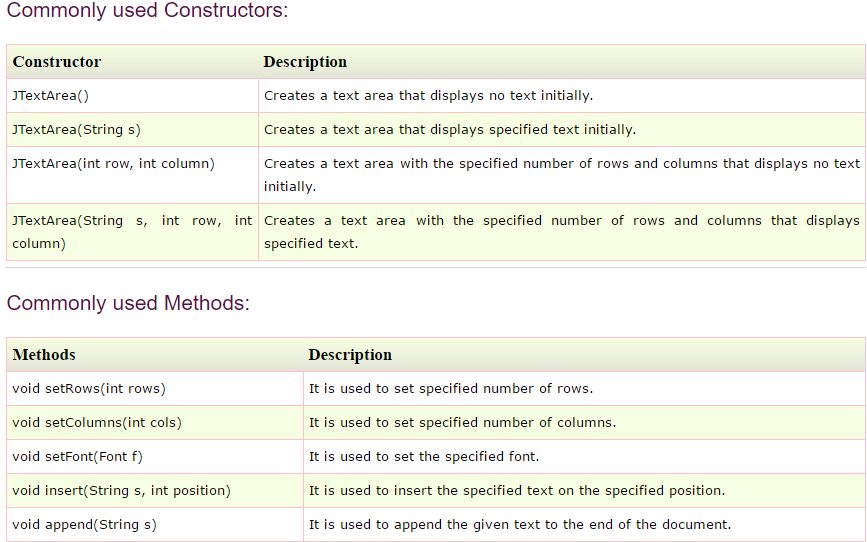 Commonly used Constructors:
Constructor Description
JTextArea() Creates a text area that displays no text initially.
JTextArea(String s) Creates a text area that displays specified text initially.
JTextArea(int row, int column) Creates a text area with the specified number of rows and columns that displays no text
initially.
JTextArea(String s, int row, int Creates a text area with the specified number of rows and columns that displays
column) specified text.
Commonly used Methods:
Methods Description
void setRows(int rows) It is used to set specified number of rows.
void setColumns(int cols) It is used to set specified number of columns.
void setFont(Font f) It is used to set the specified font.
void insert(String s, int position) It is used to insert the specified text on the specified position.
void append(String s) It is used to append the given text to the end of the document.